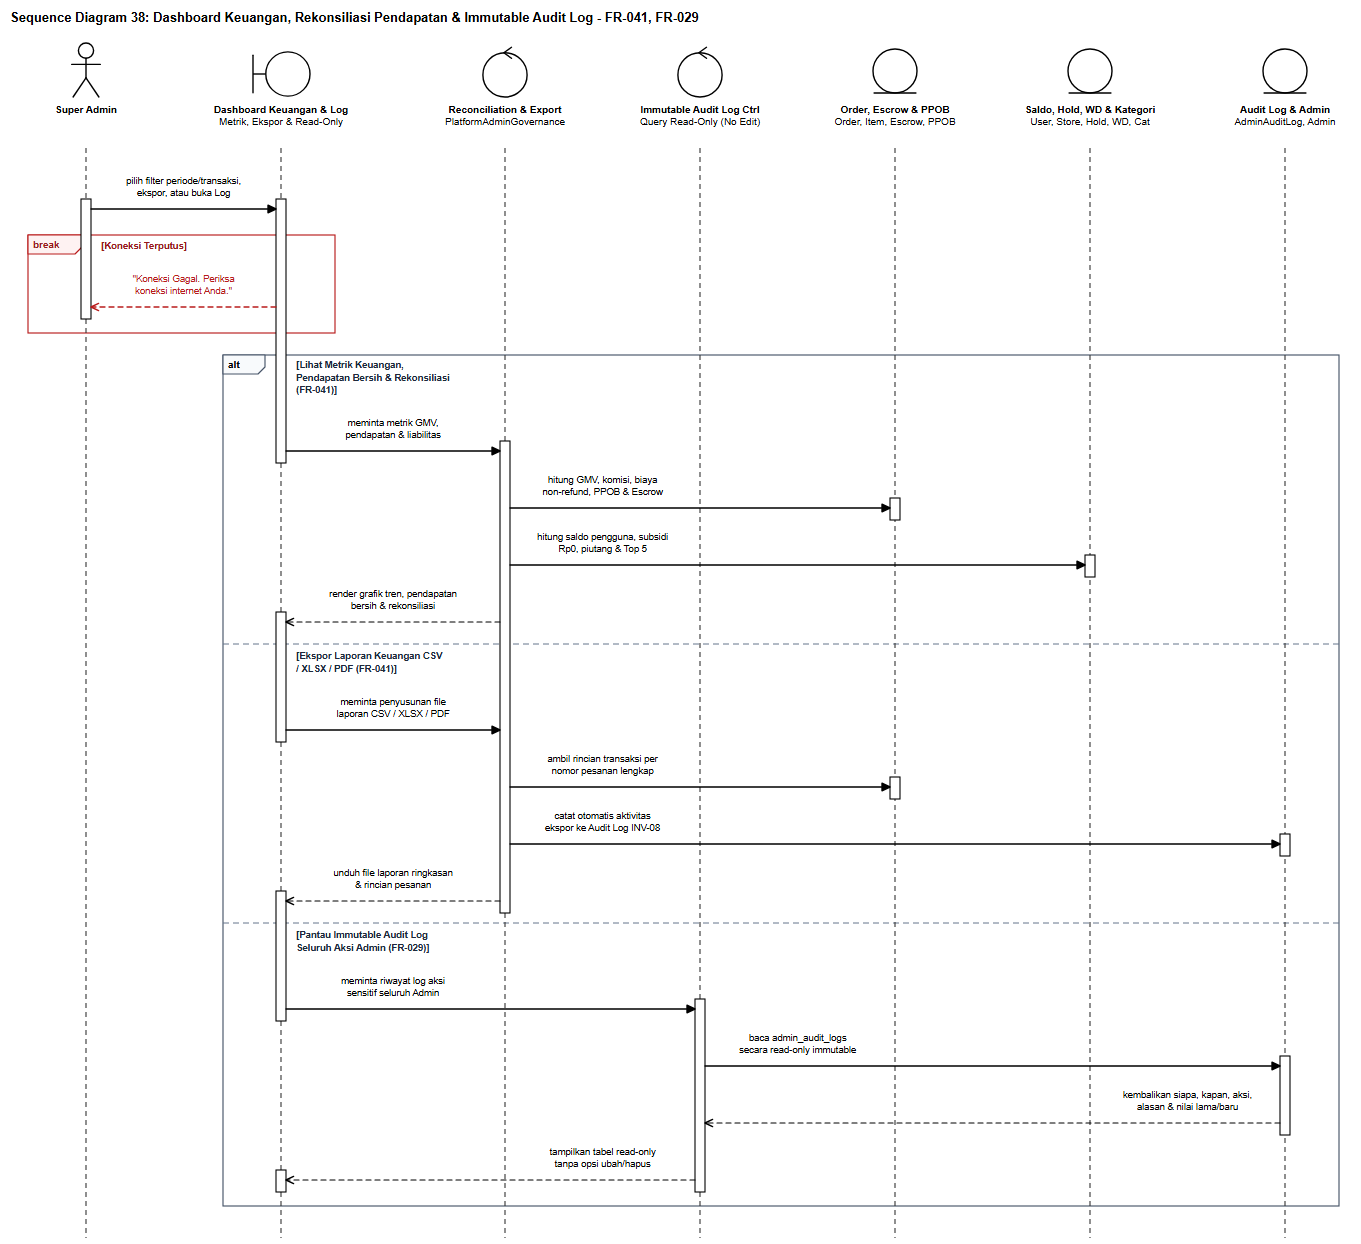 Sequence Diagram 38: Dashboard Keuangan, Rekonsiliasi Pendapatan & Immutable Audit Log - FR-041, FR-029
Super Admin
Dashboard Keuangan & Log
Metrik, Ekspor & Read-Only
Reconciliation & Export
PlatformAdminGovernance
Immutable Audit Log Ctrl
Query Read-Only (No Edit)
Order, Escrow & PPOB
Order, Item, Escrow, PPOB
Saldo, Hold, WD & Kategori
User, Store, Hold, WD, Cat
Audit Log & Admin
AdminAuditLog, Admin
pilih filter periode/transaksi,
ekspor, atau buka Log
break
[Koneksi Terputus]
"Koneksi Gagal. Periksa
koneksi internet Anda."
alt
[Lihat Metrik Keuangan,
Pendapatan Bersih & Rekonsiliasi
(FR-041)]
meminta metrik GMV,
pendapatan & liabilitas
hitung GMV, komisi, biaya
non-refund, PPOB & Escrow
hitung saldo pengguna, subsidi
Rp0, piutang & Top 5
render grafik tren, pendapatan
bersih & rekonsiliasi
[Ekspor Laporan Keuangan CSV
/ XLSX / PDF (FR-041)]
meminta penyusunan file
laporan CSV / XLSX / PDF
ambil rincian transaksi per
nomor pesanan lengkap
catat otomatis aktivitas
ekspor ke Audit Log INV-08
unduh file laporan ringkasan
& rincian pesanan
[Pantau Immutable Audit Log
Seluruh Aksi Admin (FR-029)]
meminta riwayat log aksi
sensitif seluruh Admin
baca admin_audit_logs
secara read-only immutable
kembalikan siapa, kapan, aksi,
alasan & nilai lama/baru
tampilkan tabel read-only
tanpa opsi ubah/hapus